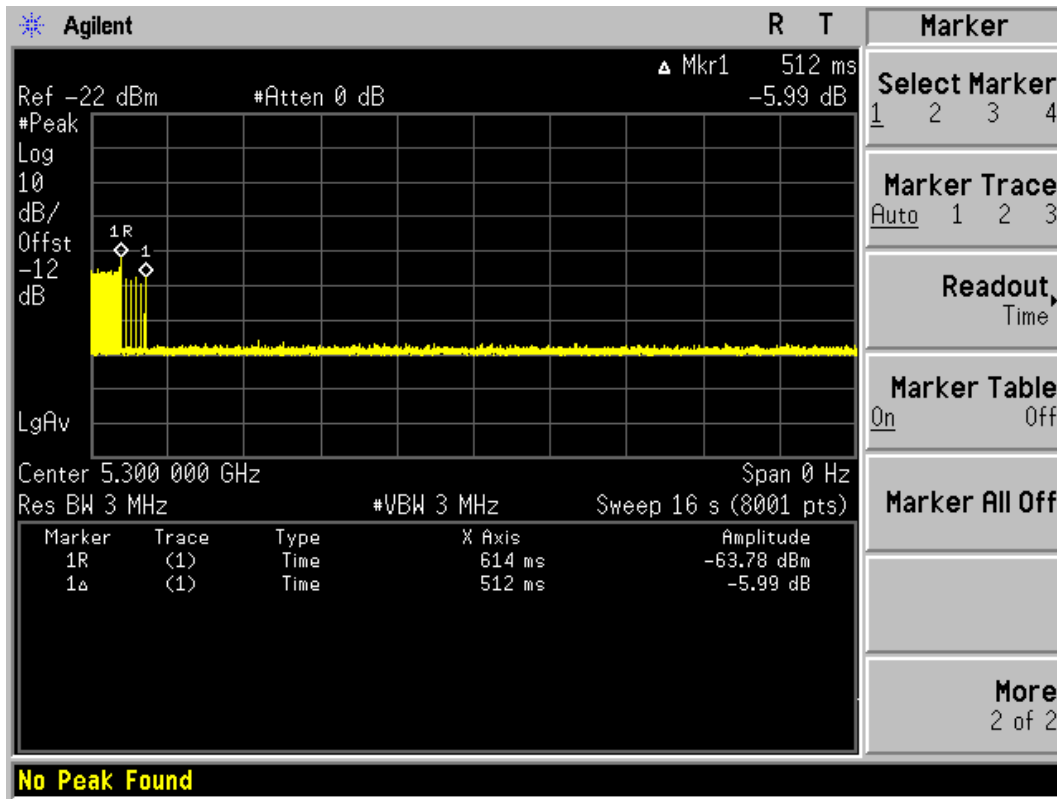 Agilent
R T
Marker
Δ Mkr1 512 ms
Ref -22 dBm #Atten 0 dB -5.99 dB
#Peak
Log
10
dB/
Offst
-12
dB
1R
1
LgAv
Center 5.300 000 GHz Span 0 Hz
Res BW 3 MHz #VBW 3 MHz Sweep 16 s (8001 pts)
Marker Trace Type X Axis Amplitude
1R (1) Time 614 ms -63.78 dBm
1Δ (1) Time 512 ms -5.99 dB
Select Marker
1 2 3 4
Marker Trace
Auto 1 2 3
Readout
Time
Marker Table
On Off
Marker All Off
More
2 of 2
No Peak Found